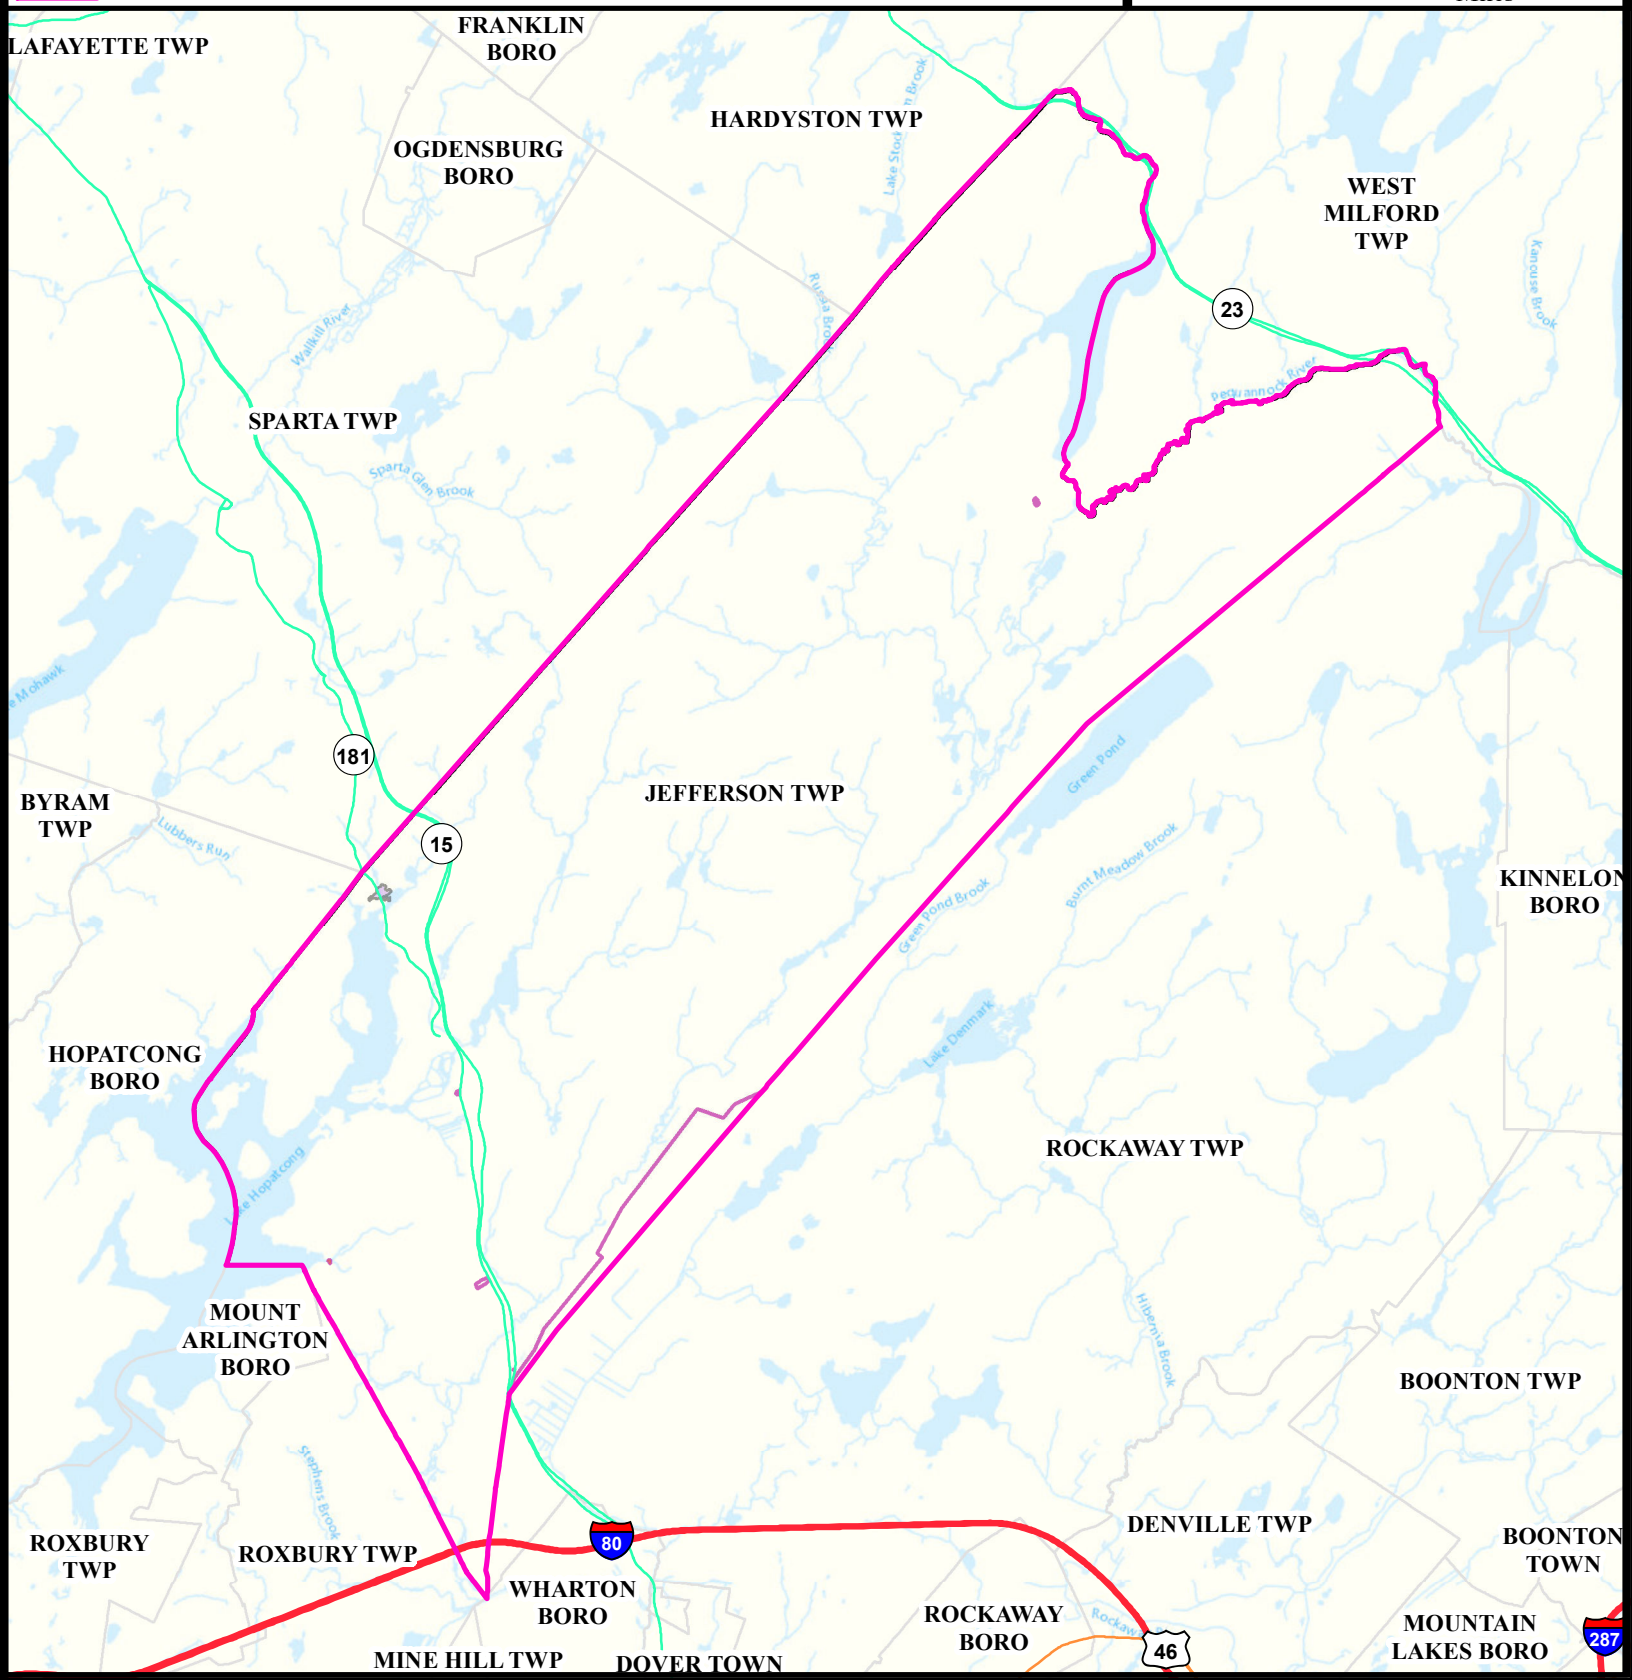 FRANKLIN
BORO
LAFAYETTE TWP
HARDYSTON TWP
OGDENSBURG
BORO
WEST
MILFORD
TWP
Kanouse Brook
Russia Brook
Wallkill River
23
Pequannock River
SPARTA TWP
Sparta Glen Brook
Mohawk
181
Green Pond
JEFFERSON TWP
BYRAM
TWP
Lubbers Run
15
Burnt Meadow Brook
KINNELON
BORO
Green Pond Brook
Lake Denmark
HOPATCONG
BORO
ROCKAWAY TWP
Lake Hopatcong
MOUNT
ARLINGTON
BORO
Hibernia Brook
BOONTON TWP
Stephens Brook
ROXBURY
TWP
ROXBURY TWP
80
DENVILLE TWP
BOONTON
TOWN
WHARTON
BORO
ROCKAWAY
BORO
46
MOUNTAIN
LAKES BORO
287
MINE HILL TWP
DOVER TOWN